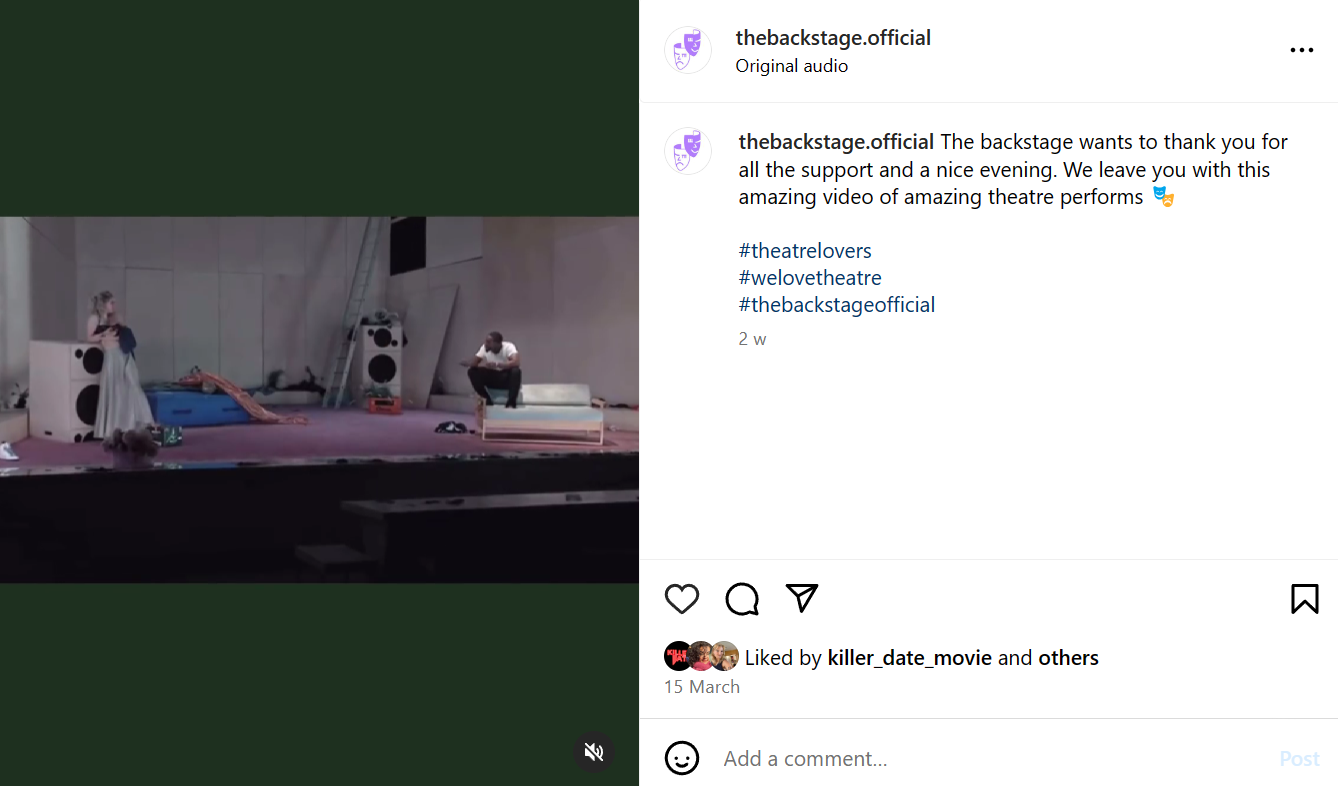 thebackstage.official
Original audio
thebackstage.official The backstage wants to thank you for
all the support and a nice evening. We leave you with this
amazing video of amazing theatre performs 🎭
#theatrelovers
#welovetheatre
#thebackstageofficial
2 w
Liked by killer_date_movie and others
15 March
Add a comment...
Post